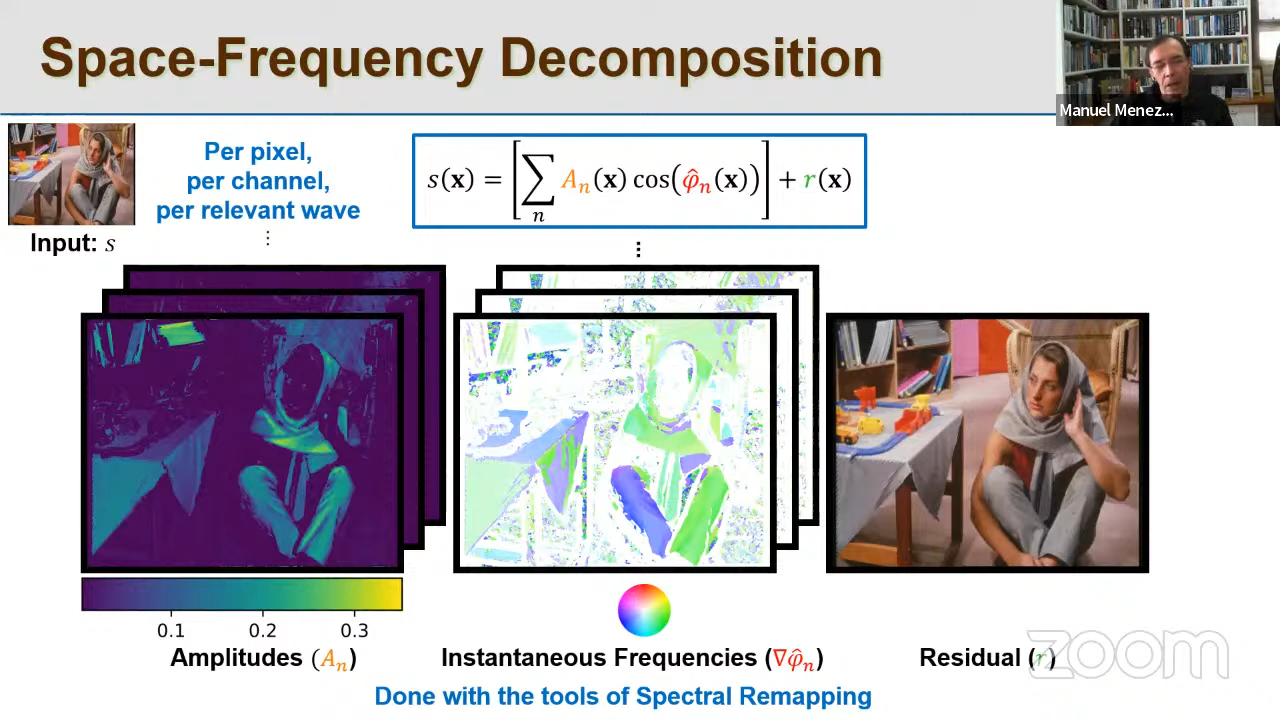 Space-Frequency Decomposition
Manuel Menez...
Per pixel,
per channel,
per relevant wave
⋮
s(𝐱) = [∑ₙ Aₙ(𝐱) cos(φ̂ₙ(𝐱))] + r(𝐱)
⋮
Input: s
0.1 0.2 0.3
Amplitudes (Aₙ)
Instantaneous Frequencies (∇φ̂ₙ)
Residual (r)
zoom
Done with the tools of Spectral Remapping